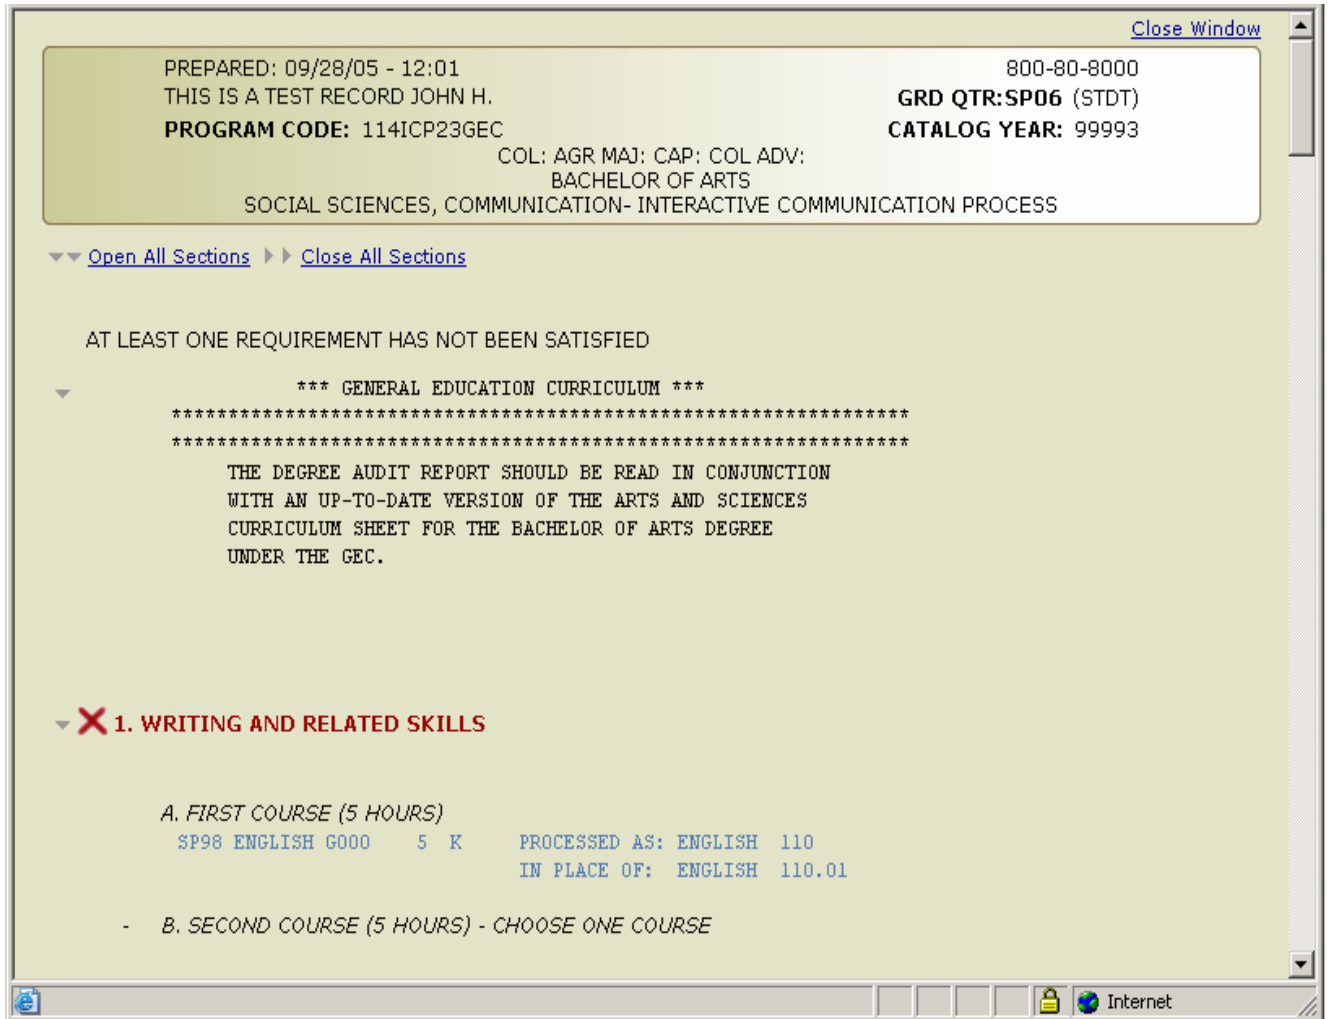 Close Window
PREPARED: 09/28/05 - 12:01 800-80-8000
THIS IS A TEST RECORD JOHN H. GRD QTR:SP06 (STDT)
PROGRAM CODE: 114ICP23GEC CATALOG YEAR: 99993
COL: AGR MAJ: CAP: COL ADV:
BACHELOR OF ARTS
SOCIAL SCIENCES, COMMUNICATION- INTERACTIVE COMMUNICATION PROCESS
Open All Sections Close All Sections
AT LEAST ONE REQUIREMENT HAS NOT BEEN SATISFIED
*** GENERAL EDUCATION CURRICULUM ***
*****************************************************************
*****************************************************************
THE DEGREE AUDIT REPORT SHOULD BE READ IN CONJUNCTION
WITH AN UP-TO-DATE VERSION OF THE ARTS AND SCIENCES
CURRICULUM SHEET FOR THE BACHELOR OF ARTS DEGREE
UNDER THE GEC.
1. WRITING AND RELATED SKILLS
A. FIRST COURSE (5 HOURS)
SP98 ENGLISH G000 5 K PROCESSED AS: ENGLISH 110
IN PLACE OF: ENGLISH 110.01
- B. SECOND COURSE (5 HOURS) - CHOOSE ONE COURSE
Internet